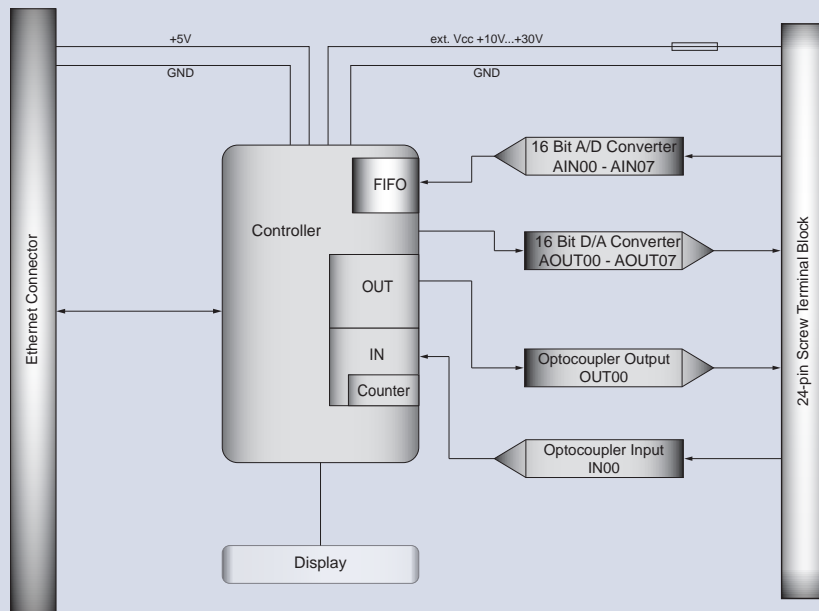 +5V
ext. Vcc +10V...+30V
GND
GND
16 Bit A/D Converter
AIN00 - AIN07
FIFO
Controller
16 Bit D/A Converter
AOUT00 - AOUT07
OUT
IN
Counter
Optocoupler Output
OUT00
Optocoupler Input
IN00
Display
Ethernet Connector
24-pin Screw Terminal Block